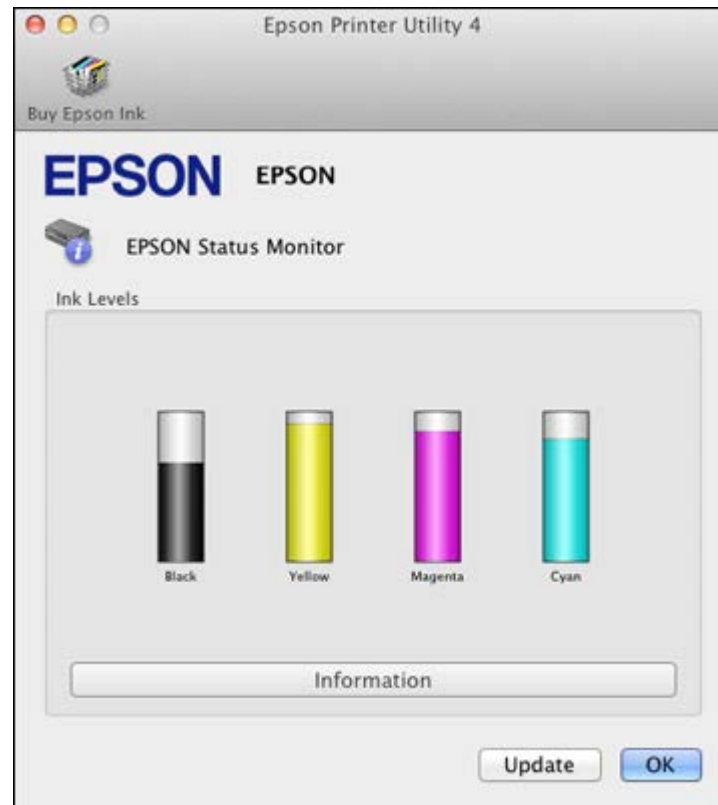 Epson Printer Utility 4
Buy Epson Ink
EPSON EPSON
EPSON Status Monitor
Ink Levels
Black Yellow Magenta Cyan
Information
Update OK